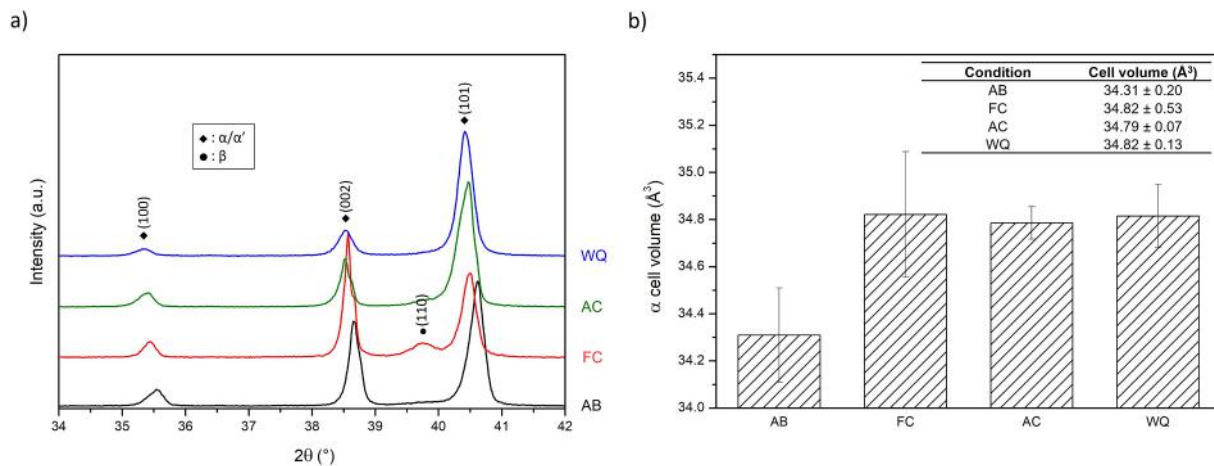 a)
(100)
(002)
(110)
(101)
◆ : α/α′
● : β
WQ
AC
FC
AB
Intensity (a.u.)
34 35 36 37 38 39 40 41 42
2θ (°)
b)
Condition Cell volume (Å³)
AB 34.31 ± 0.20
FC 34.82 ± 0.53
AC 34.79 ± 0.07
WQ 34.82 ± 0.13
35.4
35.2
35.0
34.8
34.6
34.4
34.2
34.0
α cell volume (Å³)
AB FC AC WQ